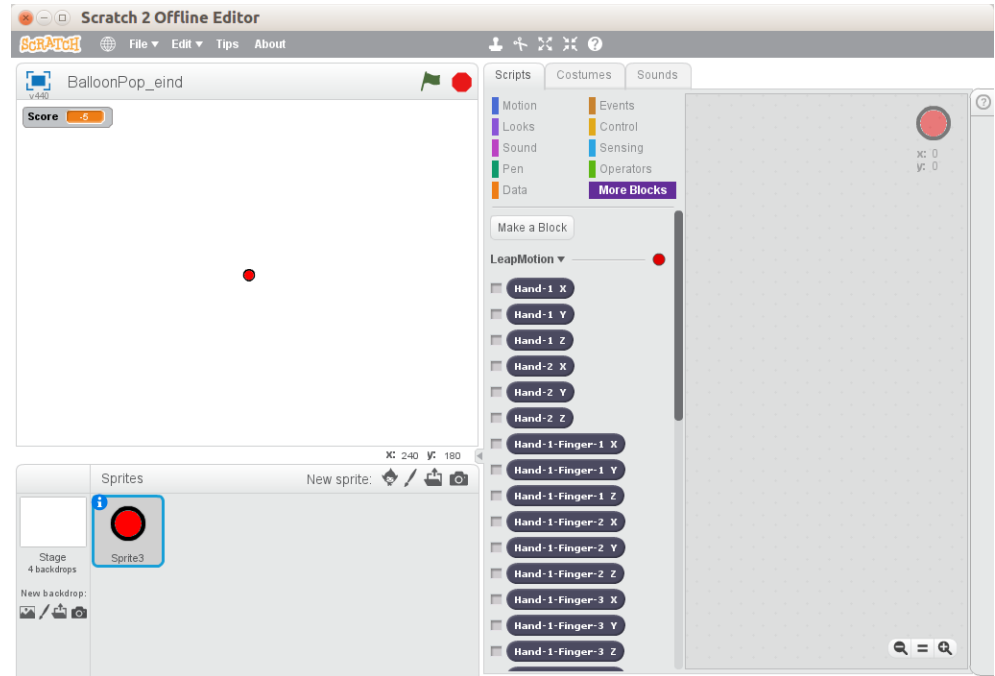 Scratch 2 Offline Editor
SCRATCH File Edit Tips About
v440
BalloonPop_eind
Score -5
X: 240 y: 180
Sprites
New sprite:
Stage
4 backdrops
New backdrop:
Sprite3
Scripts Costumes Sounds
Motion Events
Looks Control
Sound Sensing
Pen Operators
Data More Blocks
Make a Block
LeapMotion
Hand-1 X
Hand-1 Y
Hand-1 Z
Hand-2 X
Hand-2 Y
Hand-2 Z
Hand-1-Finger-1 X
Hand-1-Finger-1 Y
Hand-1-Finger-1 Z
Hand-1-Finger-2 X
Hand-1-Finger-2 Y
Hand-1-Finger-2 Z
Hand-1-Finger-3 X
Hand-1-Finger-3 Y
Hand-1-Finger-3 Z
x: 0
y: 0